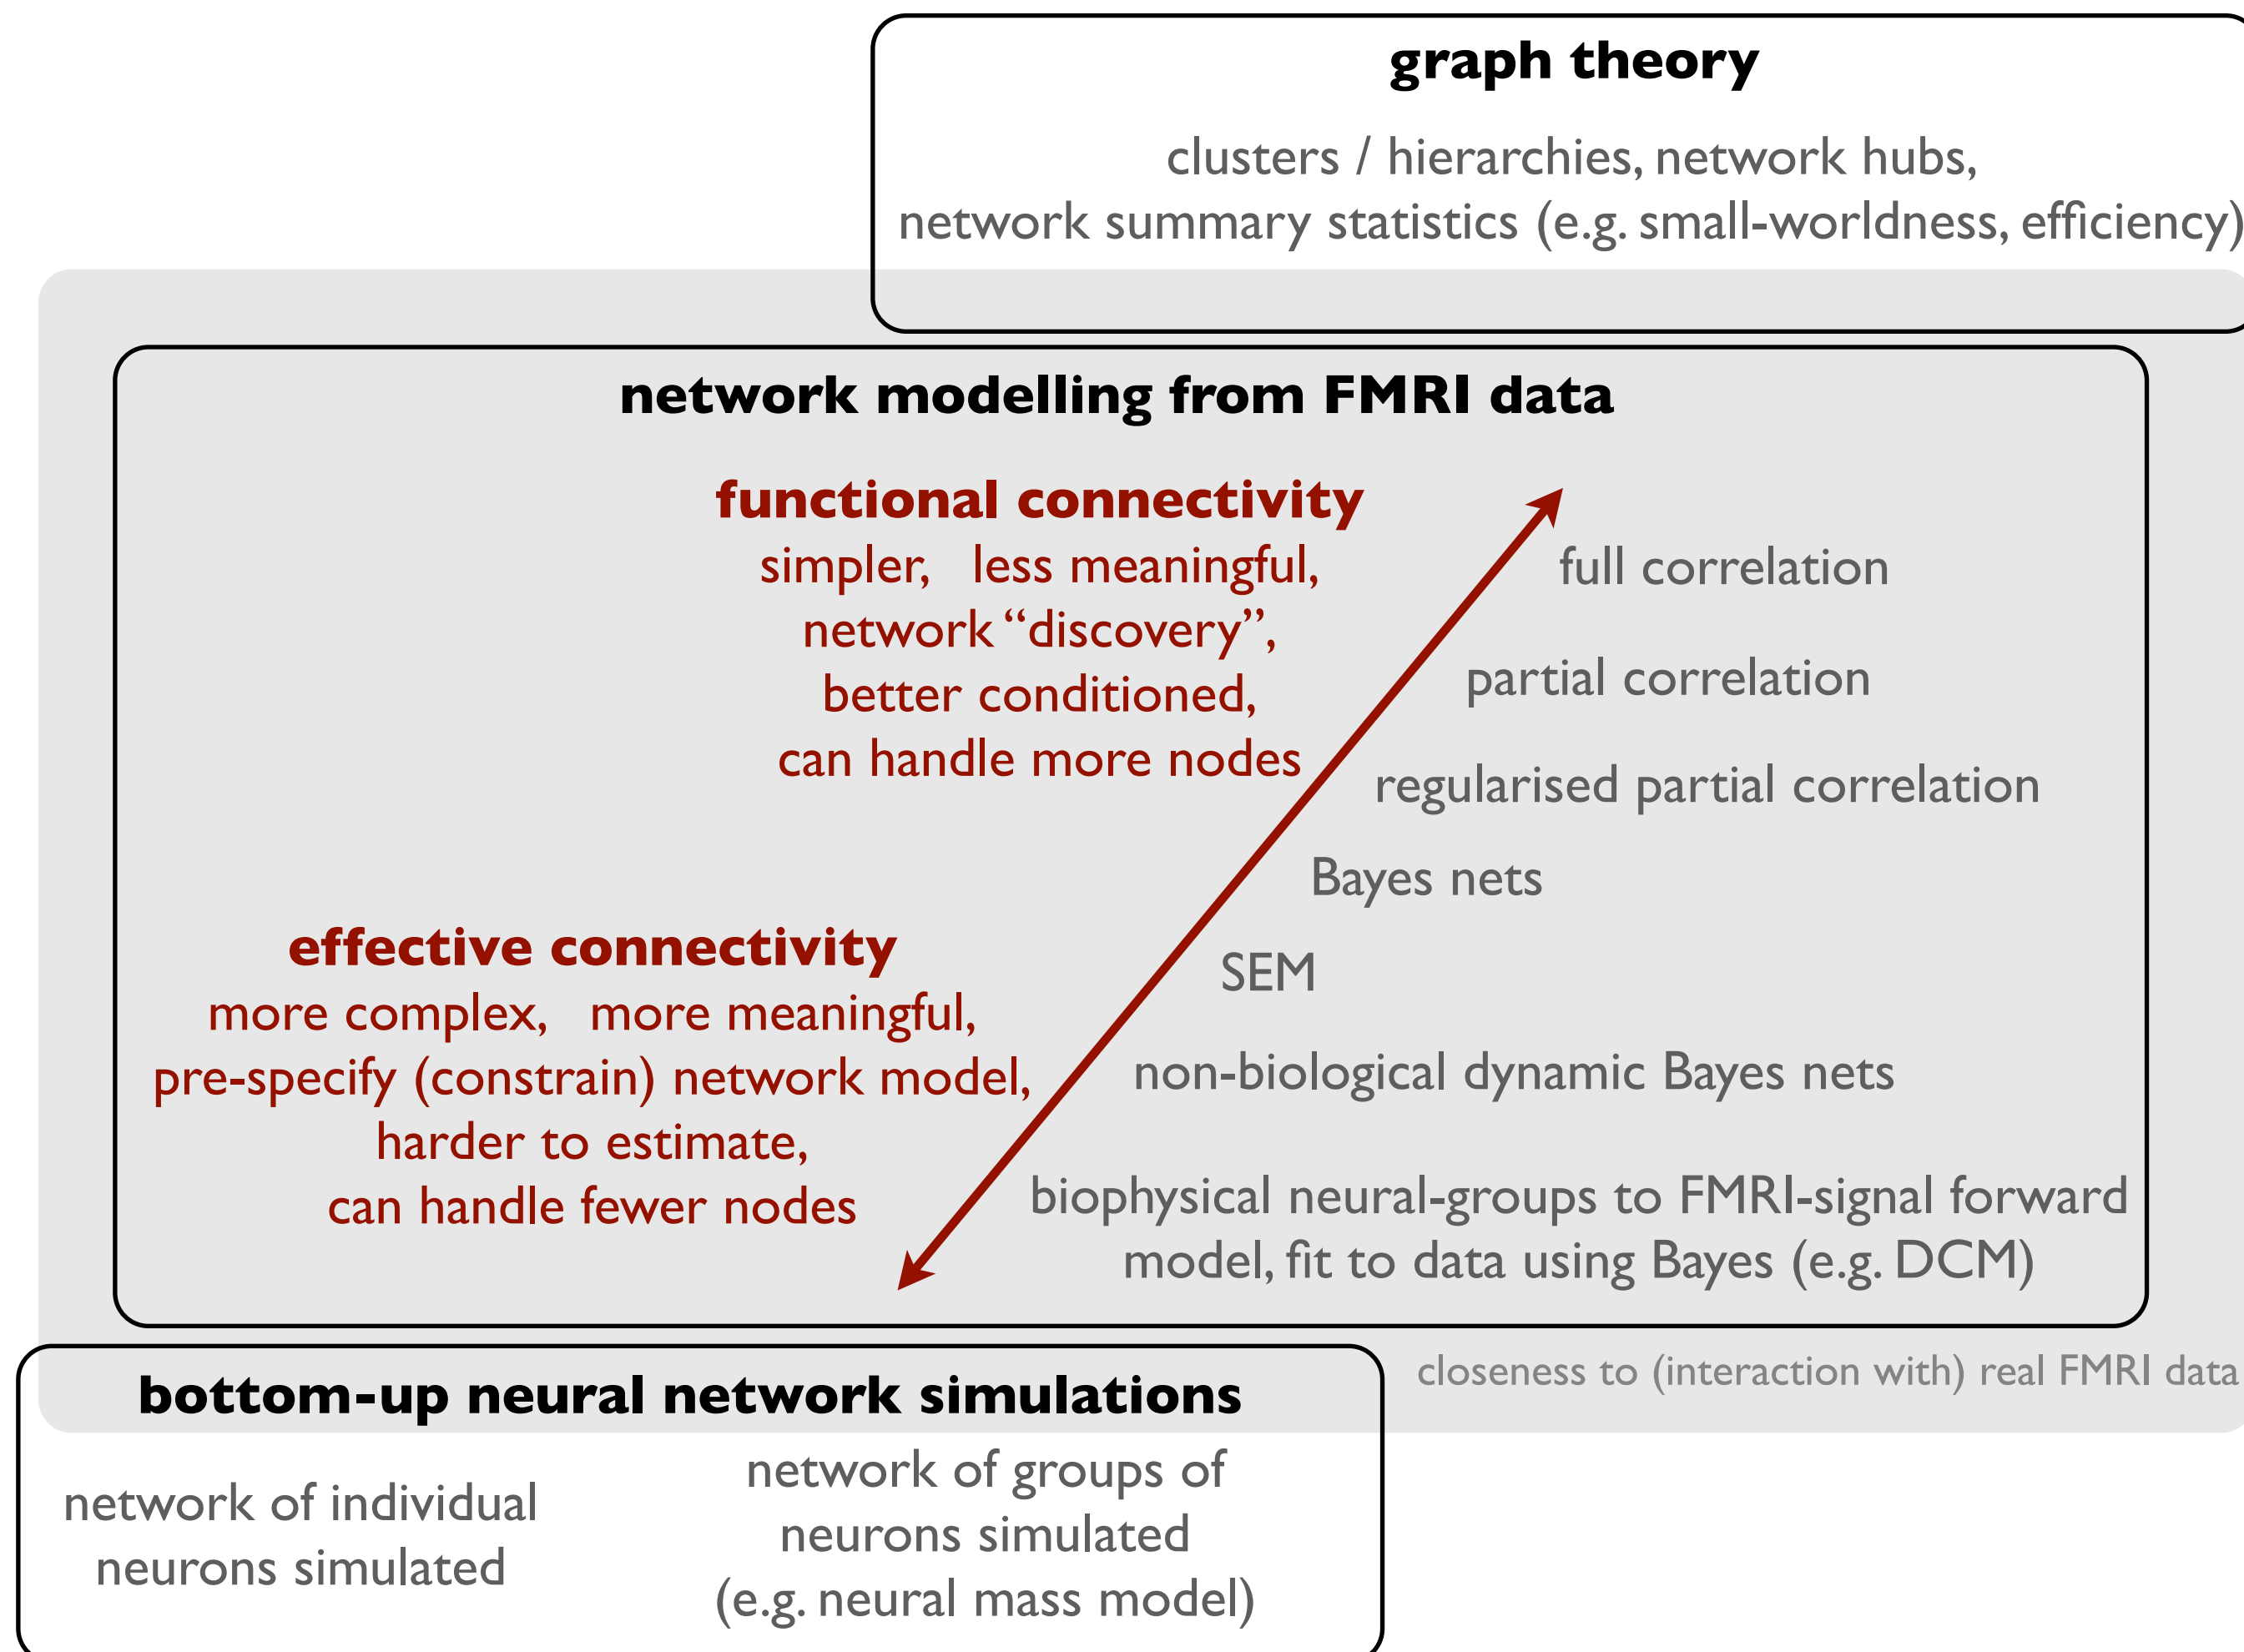 graph theory
clusters / hierarchies, network hubs,
network summary statistics (e.g. small-worldness, efficiency)
network modelling from FMRI data
functional connectivity
simpler,   less meaningful,
network “discovery”,
better conditioned,
can handle more nodes
full correlation
partial correlation
regularised partial correlation
Bayes nets
effective connectivity
more complex,   more meaningful,
pre-specify (constrain) network model,
harder to estimate,
can handle fewer nodes
SEM
non-biological dynamic Bayes nets
biophysical neural-groups to FMRI-signal forward
model, fit to data using Bayes (e.g. DCM)
closeness to (interaction with) real FMRI data
bottom-up neural network simulations
network of individual
neurons simulated
network of groups of
neurons simulated
(e.g. neural mass model)